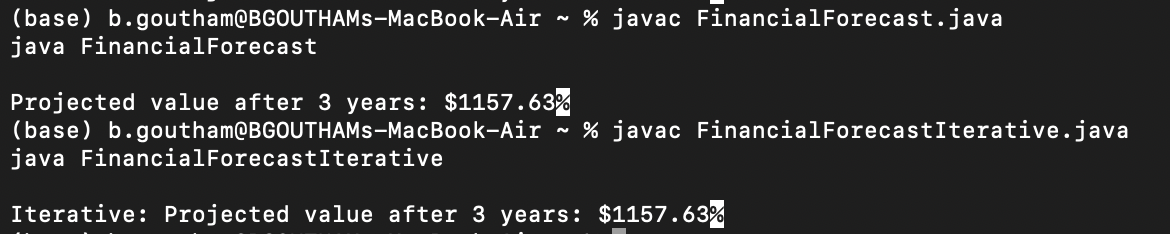 (base) b.goutham@BGOUTHAMs-MacBook-Air ~ % javac FinancialForecast.java
java FinancialForecast
Projected value after 3 years: $1157.63%
(base) b.goutham@BGOUTHAMs-MacBook-Air ~ % javac FinancialForecastIterative.java
java FinancialForecastIterative
Iterative: Projected value after 3 years: $1157.63%